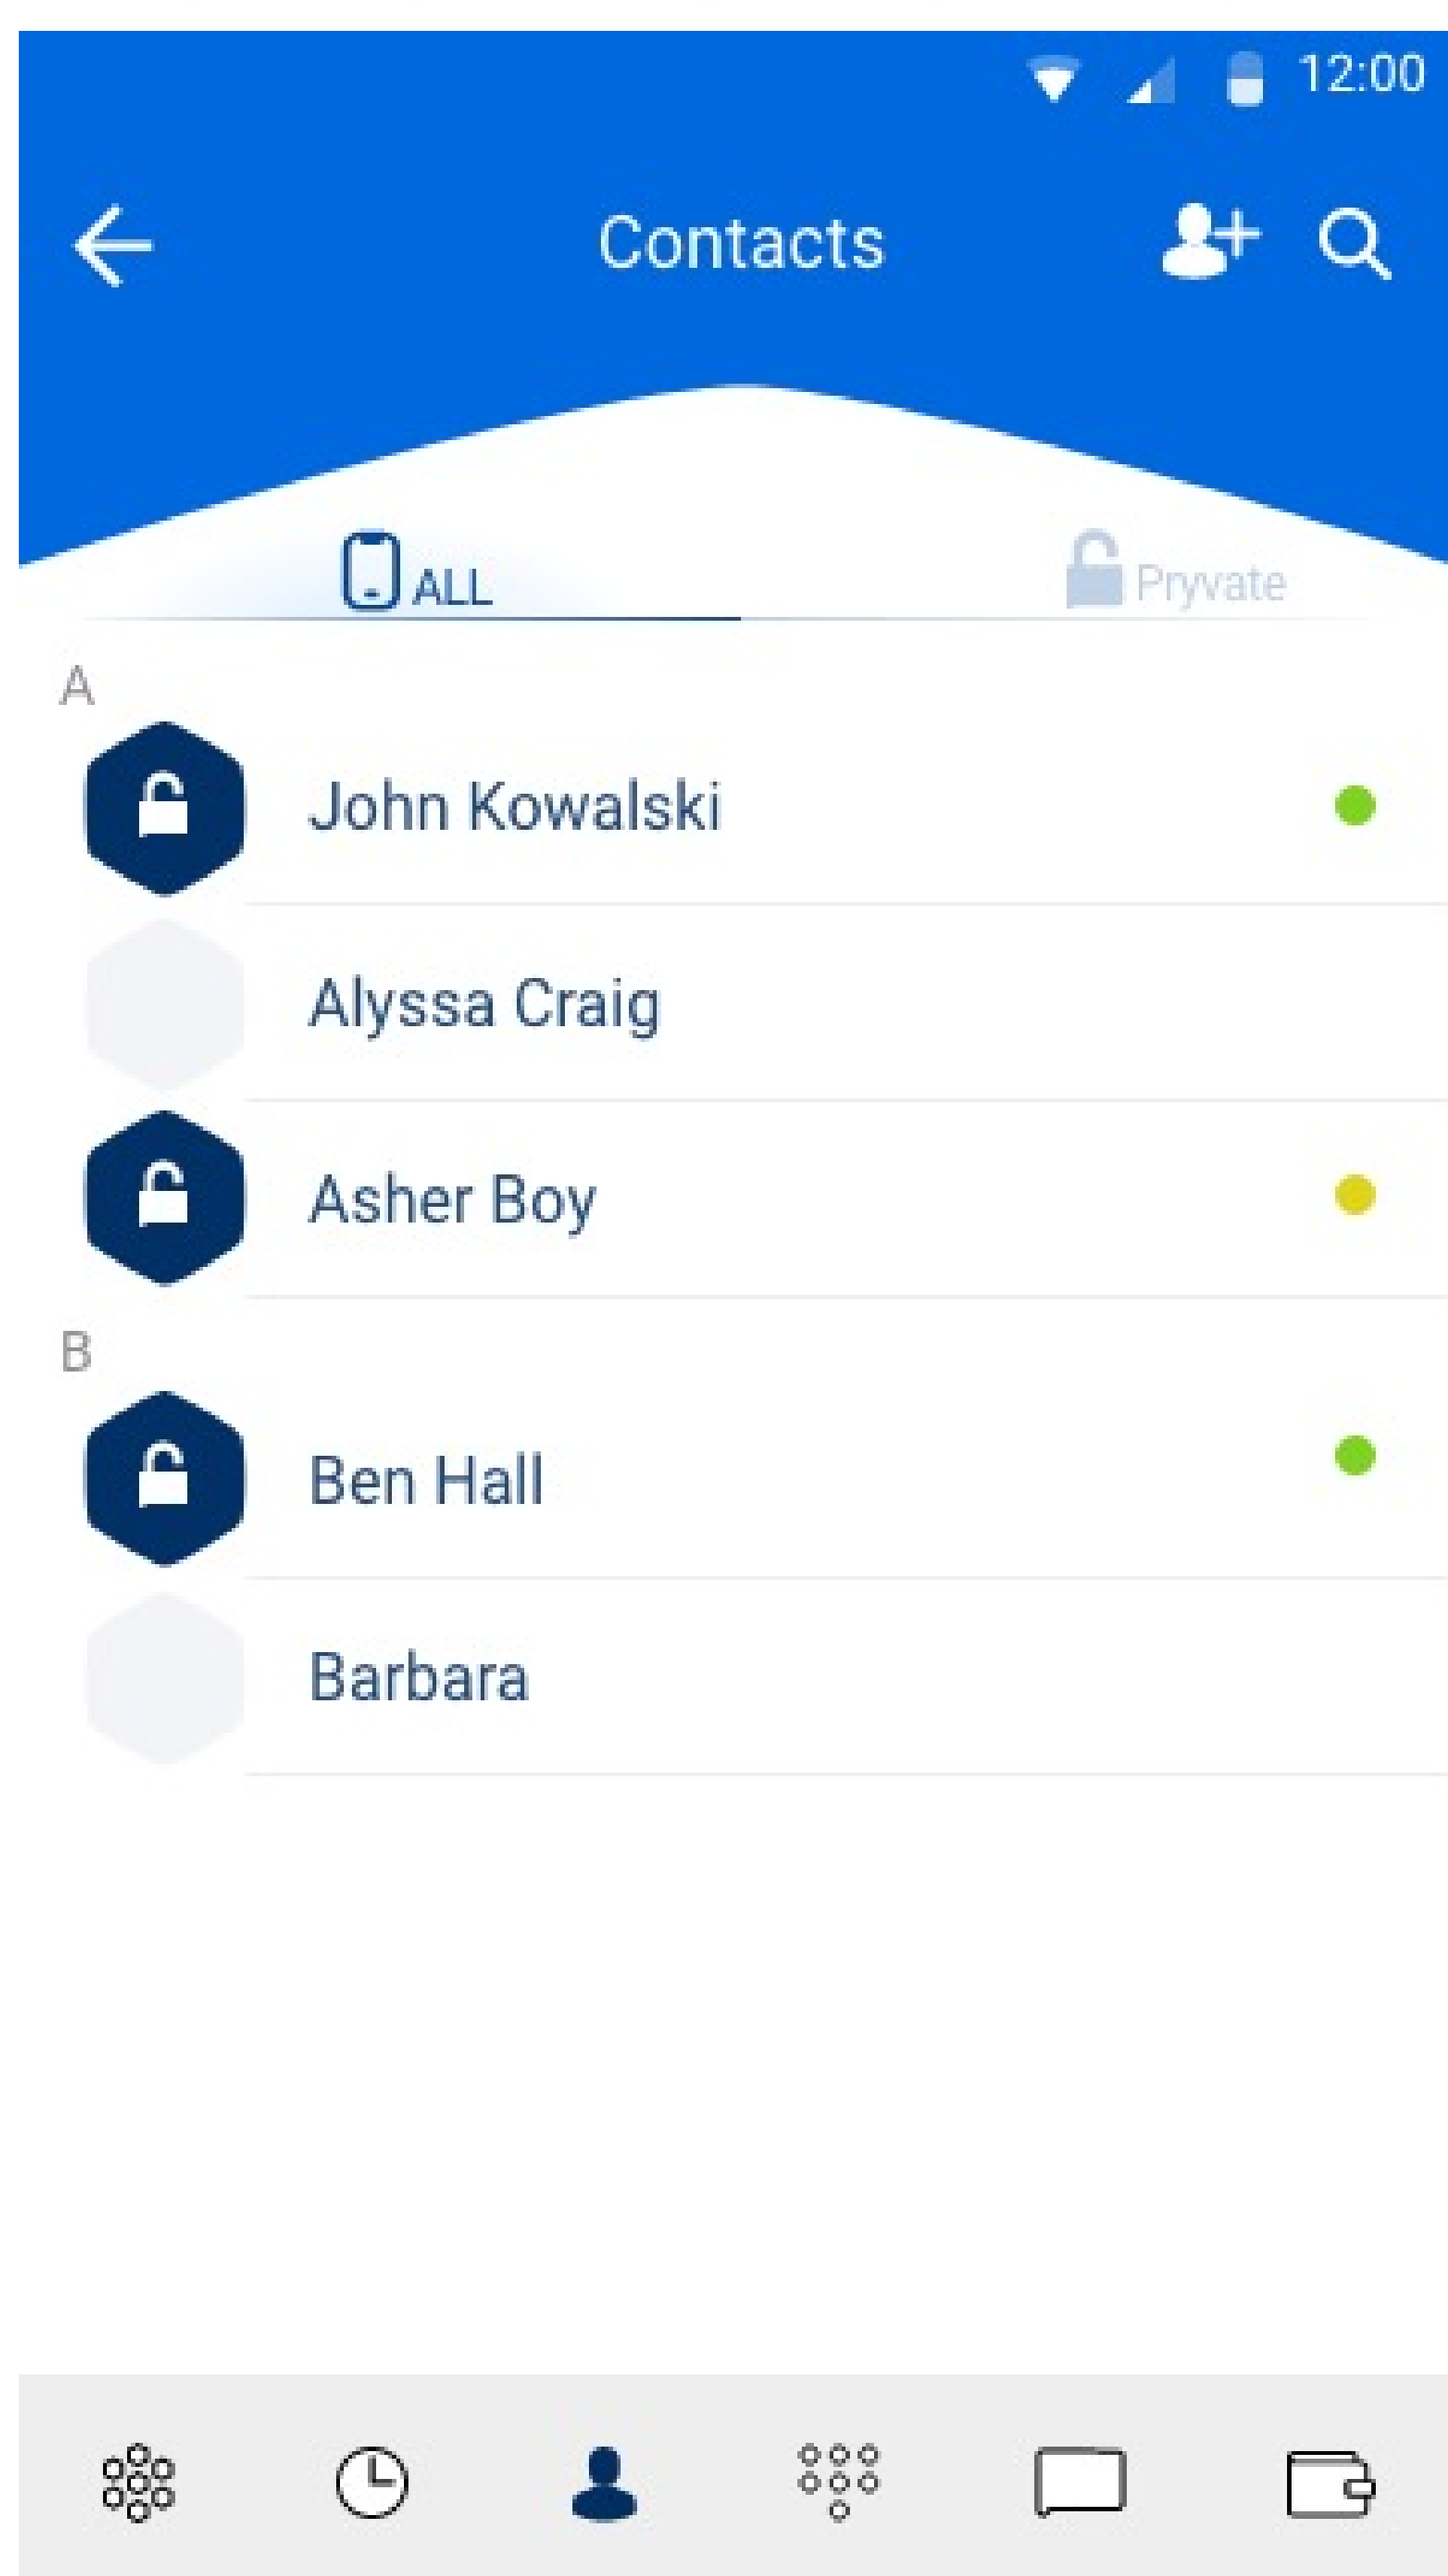 12:00
Contacts
ALL
Pryvate
A
John Kowalski
Alyssa Craig
Asher Boy
B
Ben Hall
Barbara